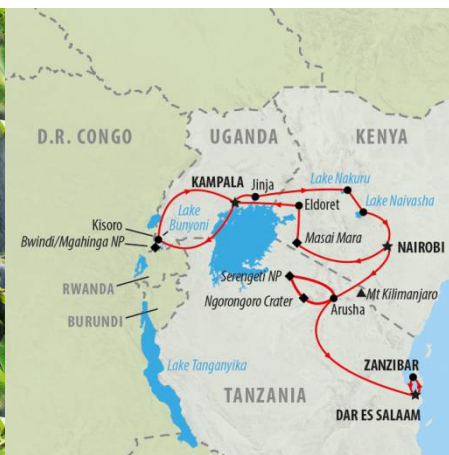 D.R. CONGO
UGANDA
KENYA
KAMPALA
Jinja
Lake Nakuru
Eldoret
Lake Naivasha
Kisoro
Lake
Bunyoni
Bwindi/Mgahinga NP
Masai Mara
NAIROBI
Serengeti NP
RWANDA
Ngorongoro Crater
Mt Kilimanjaro
Arusha
BURUNDI
Lake Tanganyika
ZANZIBAR
TANZANIA
DAR ES SALAAM